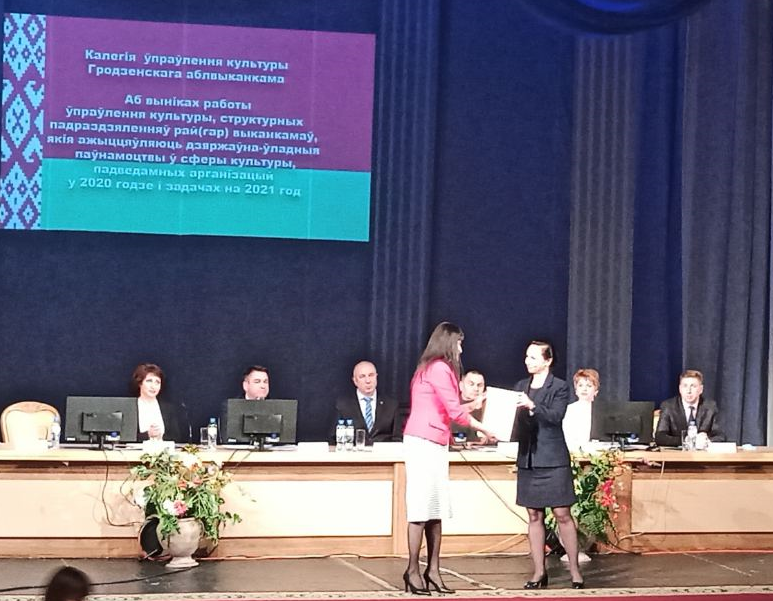 Калегія ўпраўлення культуры
Гродзенскага аблвыканкама
Аб выніках работы
ўпраўлення культуры, структурных
падраздзяленняў рай(гар) выканкамаў,
якія ажыццяўляюць дзяржаўна-ўладныя
паўнамоцтвы ў сферы культуры,
падведамных арганізацый
у 2020 годзе і задачах на 2021 год